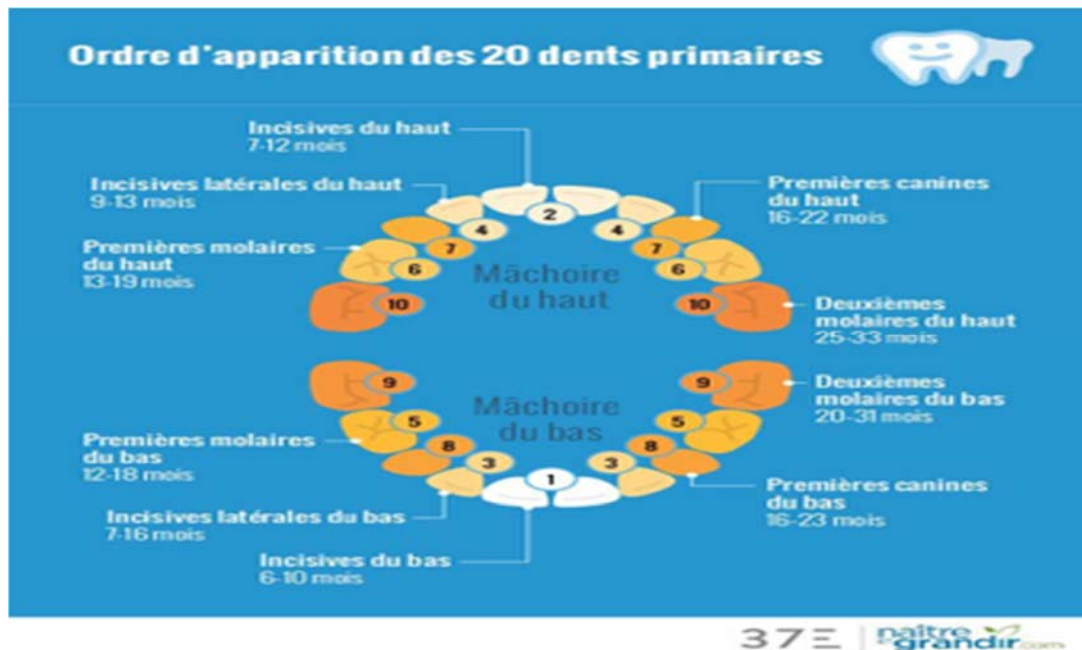 Ordre d'apparition des 20 dents primaires
Incisives du haut
7-12 mois
Incisives latérales du haut
9-13 mois
Premières canines
du haut
16-22 mois
Premières molaires
du haut
13-19 mois
2
4
4
7
7
6
6
10
10
Mâchoire
du haut
Deuxièmes
molaires du haut
25-33 mois
9
9
Deuxièmes
molaires du bas
20-31 mois
Mâchoire
du bas
5
5
8
8
3
3
1
Premières molaires
du bas
12-18 mois
Premières canines
du bas
16-23 mois
Incisives latérales du bas
7-16 mois
Incisives du bas
6-10 mois
naître
grandir.com